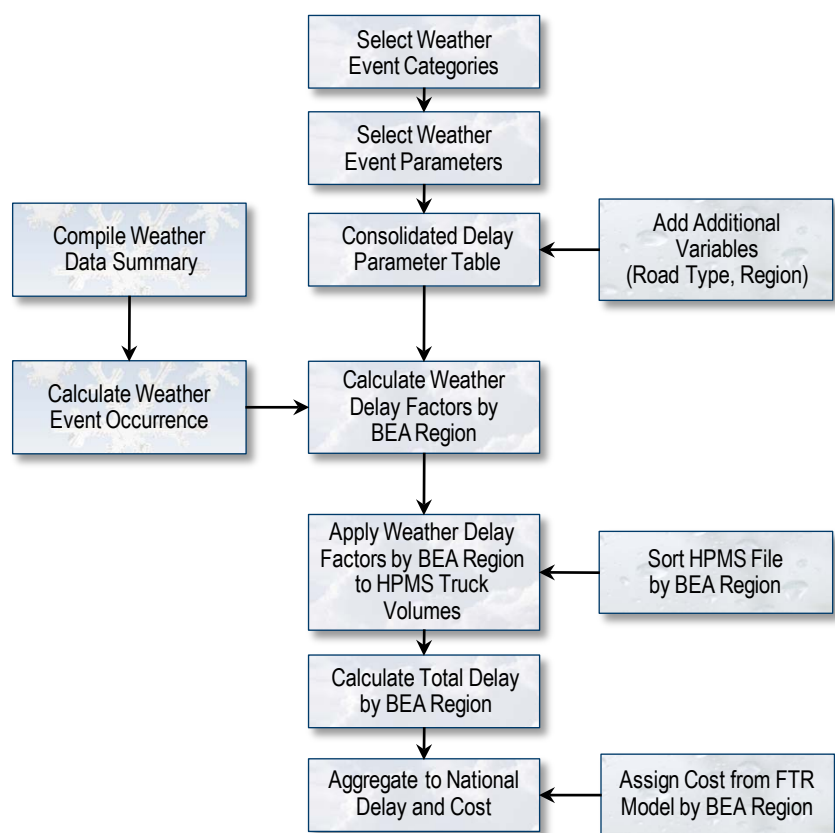 Select Weather
Event Categories
Select Weather
Event Parameters
Compile Weather
Data Summary
Consolidated Delay
Parameter Table
Add Additional
Variables
(Road Type, Region)
Calculate Weather
Event Occurrence
Calculate Weather
Delay Factors by
BEA Region
Apply Weather Delay
Factors by BEA Region
to HPMS Truck
Volumes
Sort HPMS File
by BEA Region
Calculate Total Delay
by BEA Region
Aggregate to National
Delay and Cost
Assign Cost from FTR
Model by BEA Region